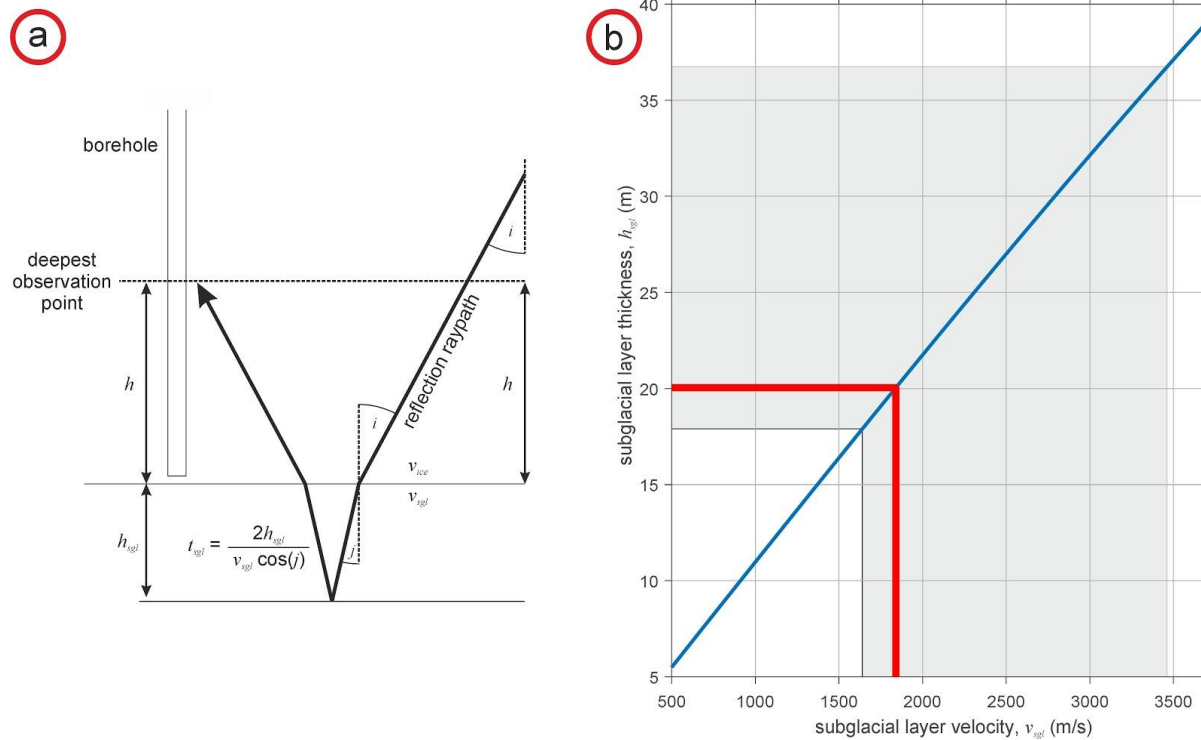 a
borehole
deepest
observation
point
h
h
i
i
reflection raypath
v_ice
v_sgl
h_sgl
t_sgl = 2h_sgl / v_sgl cos(j)
j
b
subglacial layer thickness, h_sgl (m)
40
35
30
25
20
15
10
5
500 1000 1500 2000 2500 3000 3500
subglacial layer velocity, v_sgl (m/s)